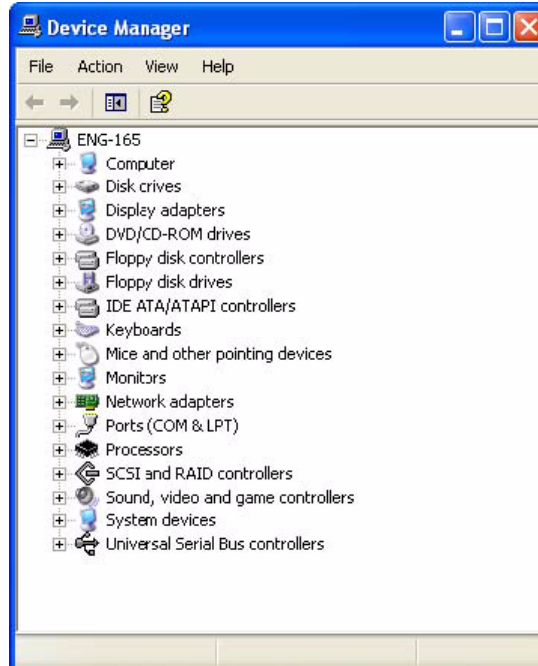 Device Manager
File Action View Help
ENG-165
Computer
Disk crives
Display adapters
DVD/CD-ROM drives
Floppy disk controllers
Floppy disk drives
IDE ATA/ATAPI controllers
Keyboards
Mice and other pointing devices
Monitors
Network adapters
Ports (COM & LPT)
Processors
SCSI and RAID controllers
Sound, video and game controllers
System devices
Universal Serial Bus controllers